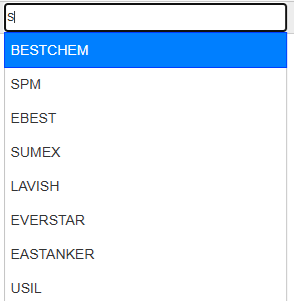 s
BESTCHEM
SPM
EBEST
SUMEX
LAVISH
EVERSTAR
EASTANKER
USIL